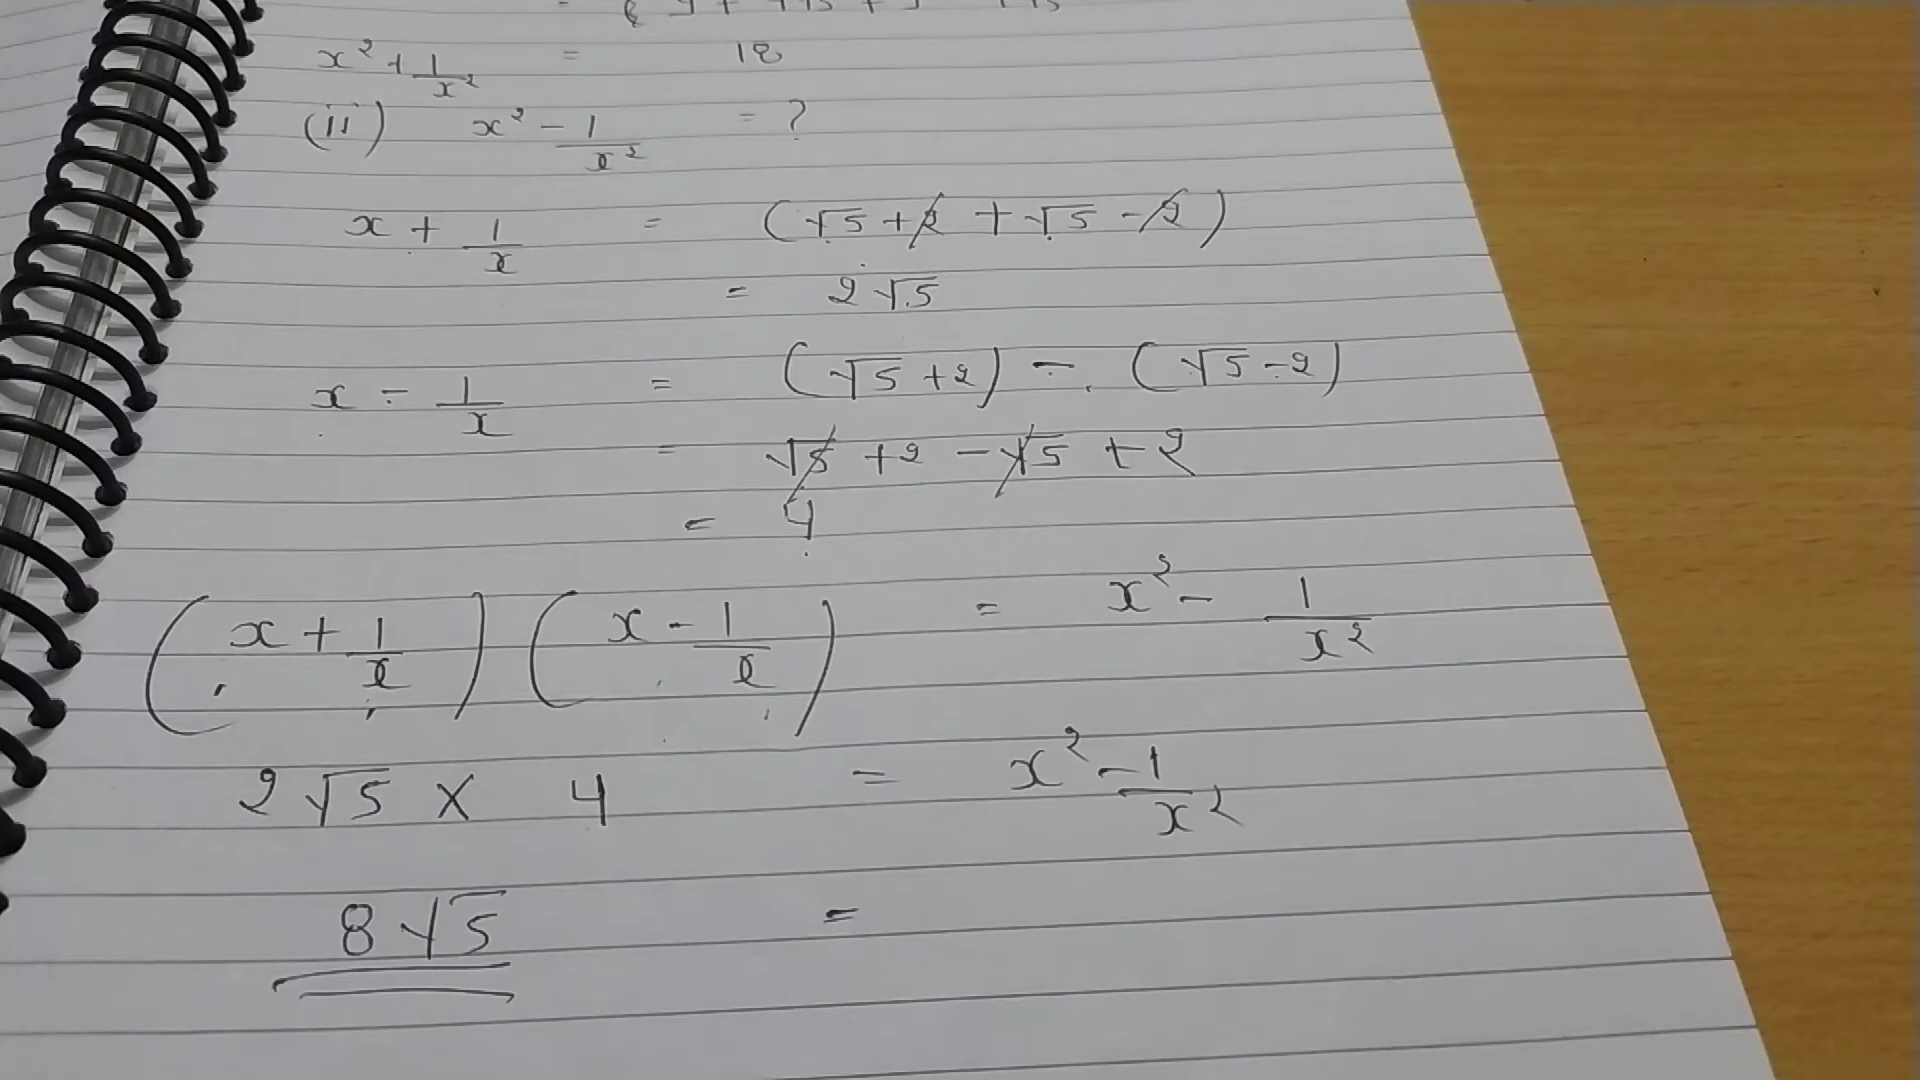 x² + 1/x² = 18
(ii) x² - 1/x² = ?
x + 1/x = (√5 + 2 + √5 - 2)
= 2√5
x - 1/x = (√5 + 2) - (√5 - 2)
= √5 + 2 - √5 + 2
= 4
(x + 1/x) (x - 1/x) = x² - 1/x²
2√5 × 4 = x² - 1/x²
8√5 =